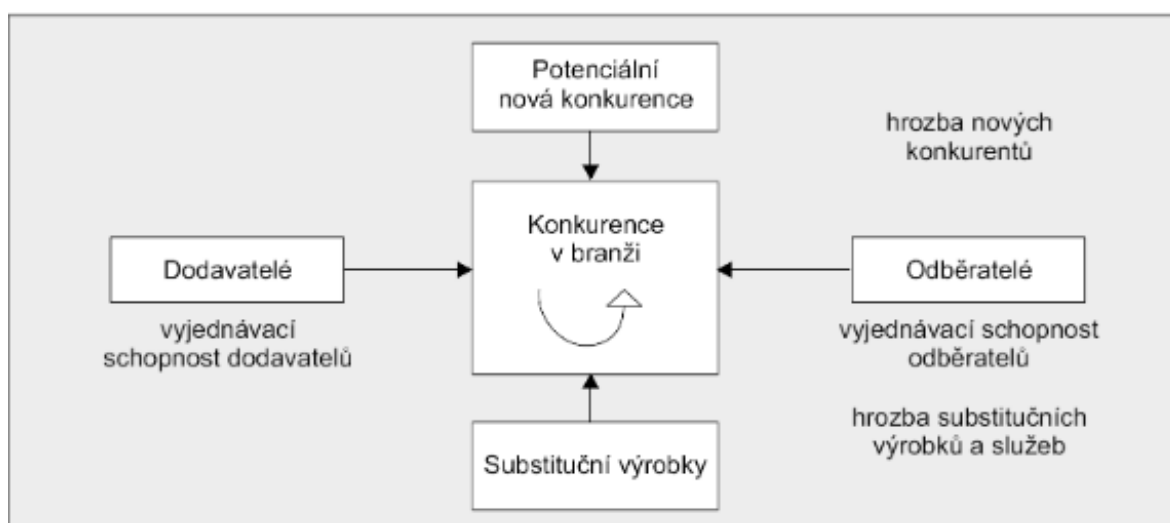 Potenciální
nová konkurence
hrozba nových
konkurentů
Konkurence
v branži
Dodavatelé
Odběratelé
vyjednávací
schopnost dodavatelů
vyjednávací schopnost
odběratelů
hrozba substitučních
výrobků a služeb
Substituční výrobky